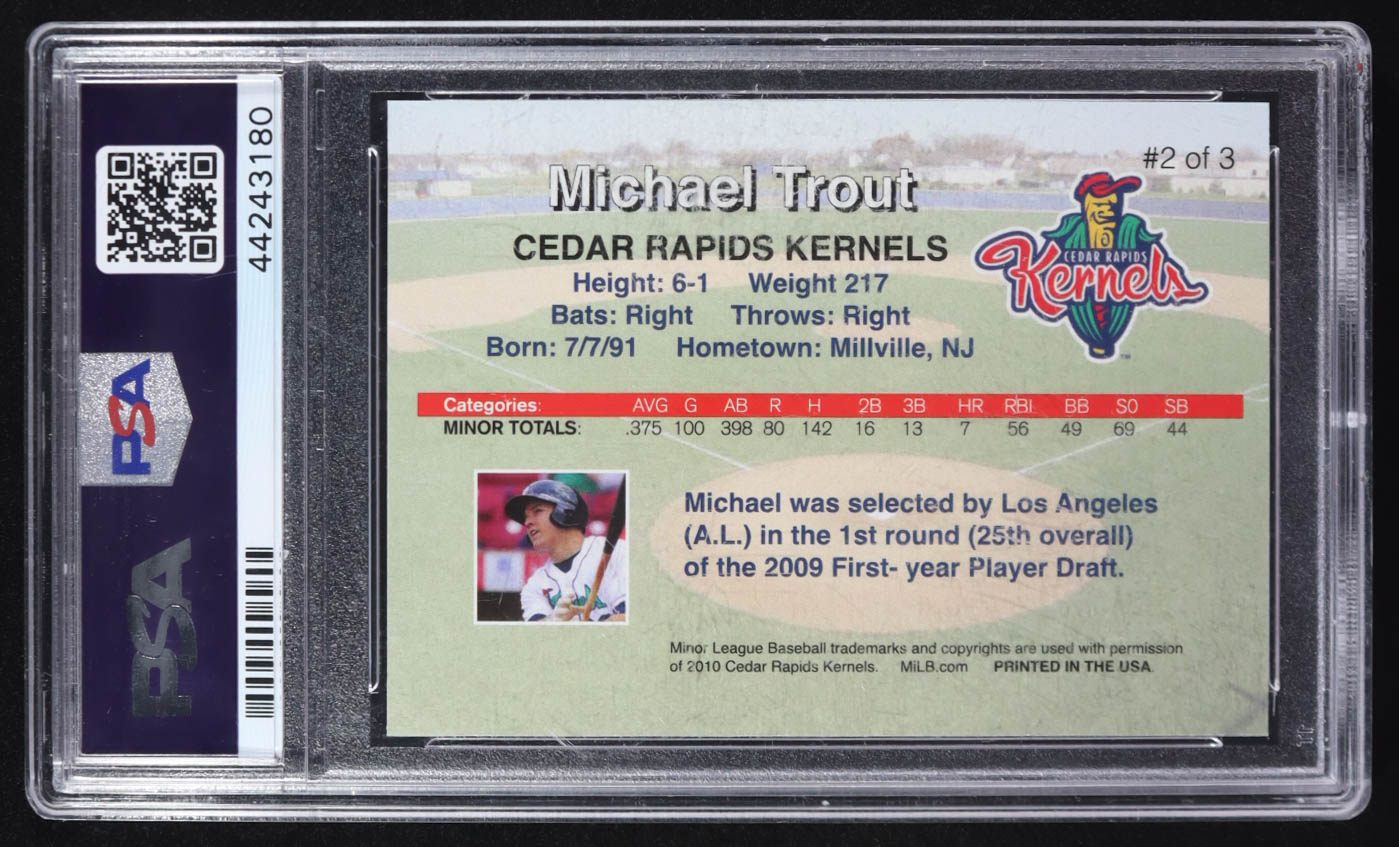 44243180
PSA
PSA
#2 of 3
Michael Trout
CEDAR RAPIDS KERNELS
Height: 6-1 Weight 217
Bats: Right Throws: Right
Born: 7/7/91 Hometown: Millville, NJ
CEDAR RAPIDS
Kernels
TM
Categories: AVG G AB R H 2B 3B HR RBI BB SO SB
MINOR TOTALS: .375 100 398 80 142 16 13 7 56 49 69 44
Michael was selected by Los Angeles
(A.L.) in the 1st round (25th overall)
of the 2009 First- year Player Draft.
Minor League Baseball trademarks and copyrights are used with permission
of 2010 Cedar Rapids Kernels. MiLB.com PRINTED IN THE USA.